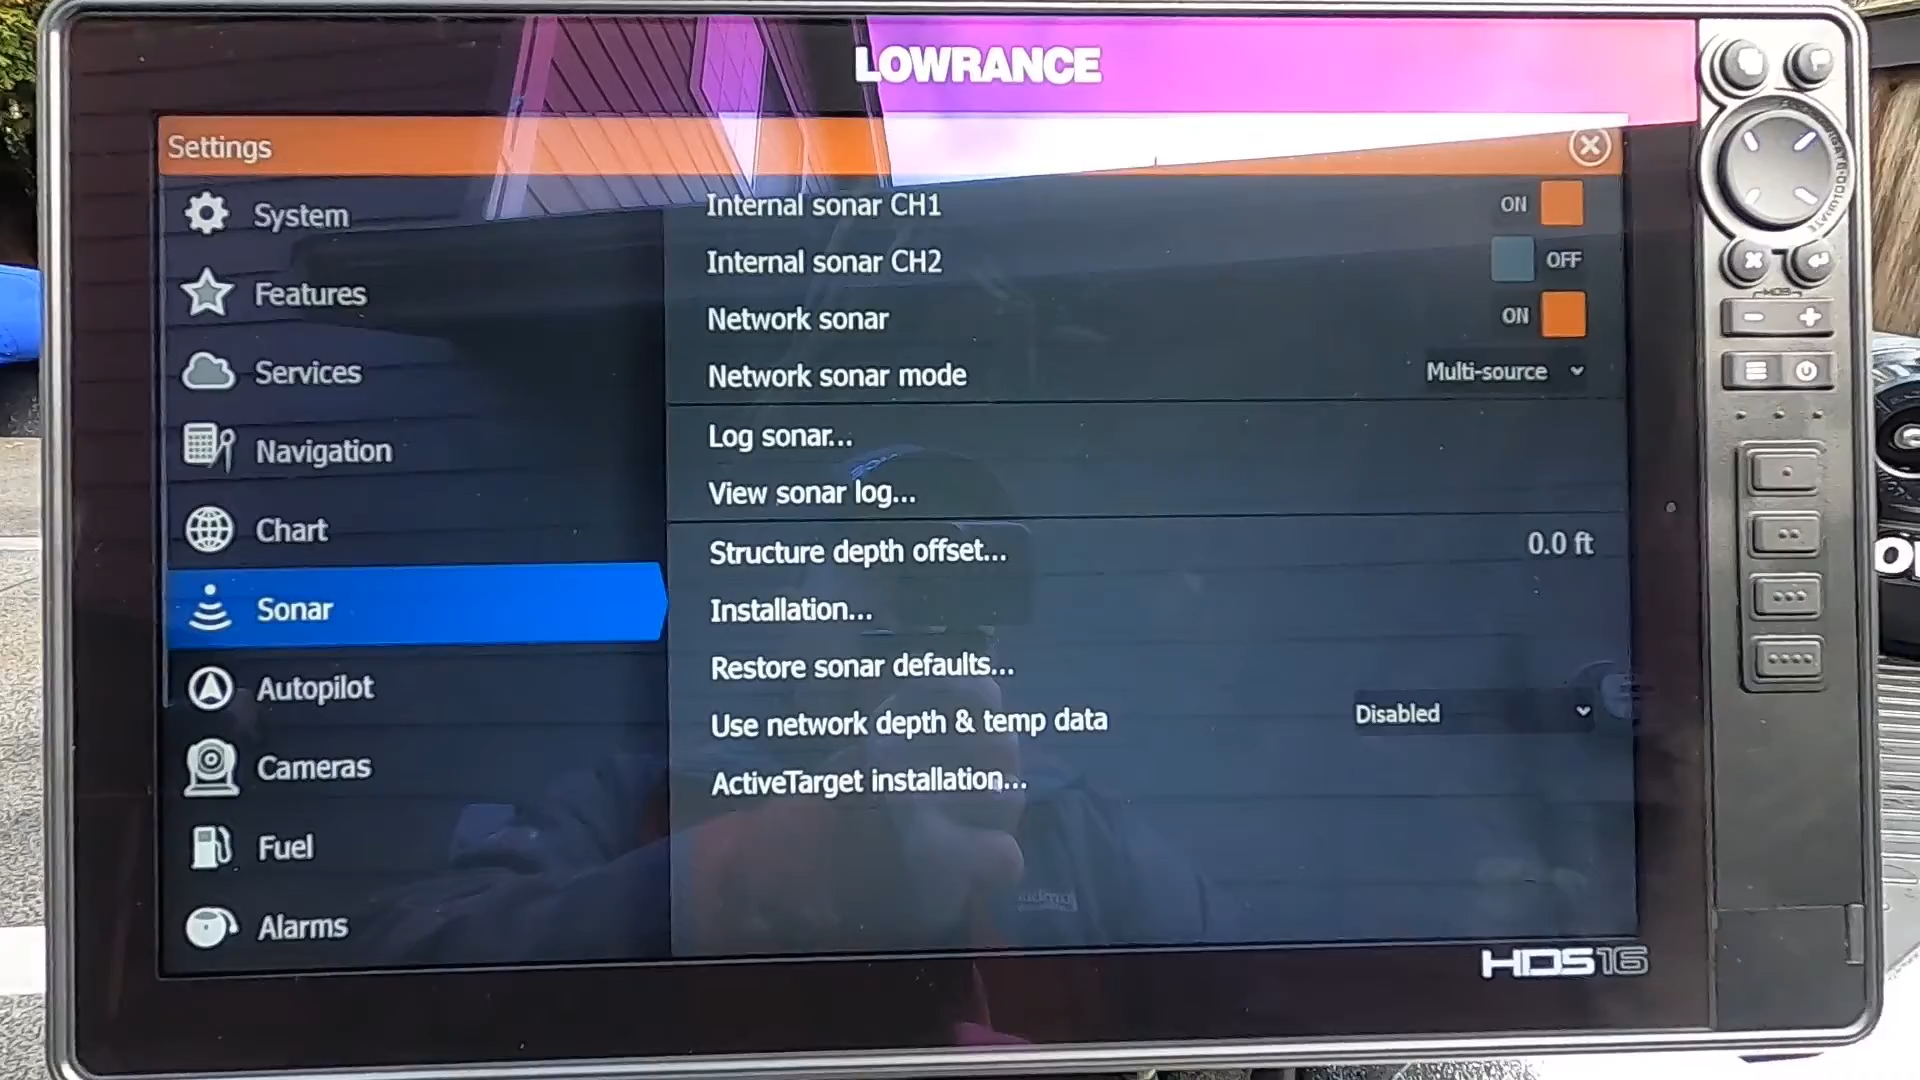 LOWRANCE
Settings
System
Features
Services
Navigation
Chart
Sonar
Autopilot
Cameras
Fuel
Alarms
Internal sonar CH1 ON
Internal sonar CH2 OFF
Network sonar ON
Network sonar mode Multi-source
Log sonar...
View sonar log...
Structure depth offset... 0.0 ft
Installation...
Restore sonar defaults...
Use network depth & temp data Disabled
ActiveTarget installation...
HDS16
MOB